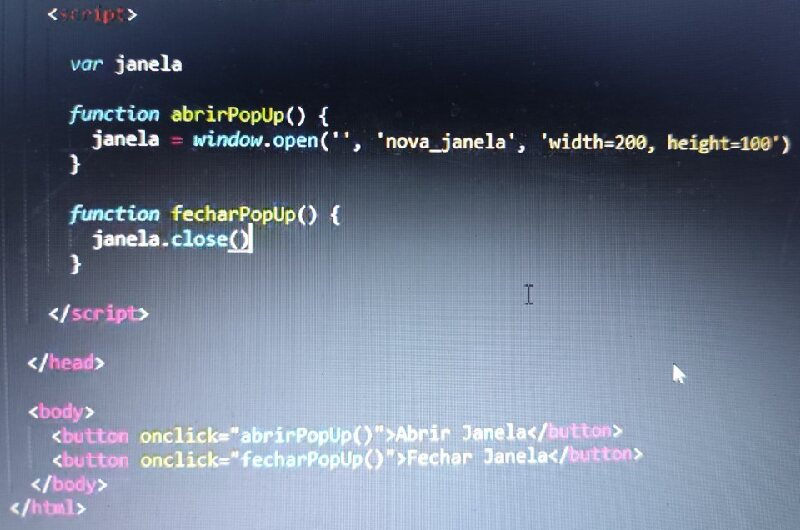 <script>
var janela
function abrirPopUp() {
janela = window.open('', 'nova_janela', 'width=200, height=100')
}
function fecharPopUp() {
janela.close()
}
</script>
</head>
<body>
<button onclick="abrirPopUp()">Abrir Janela</button>
<button onclick="fecharPopUp()">Fechar Janela</button>
</body>
</html>